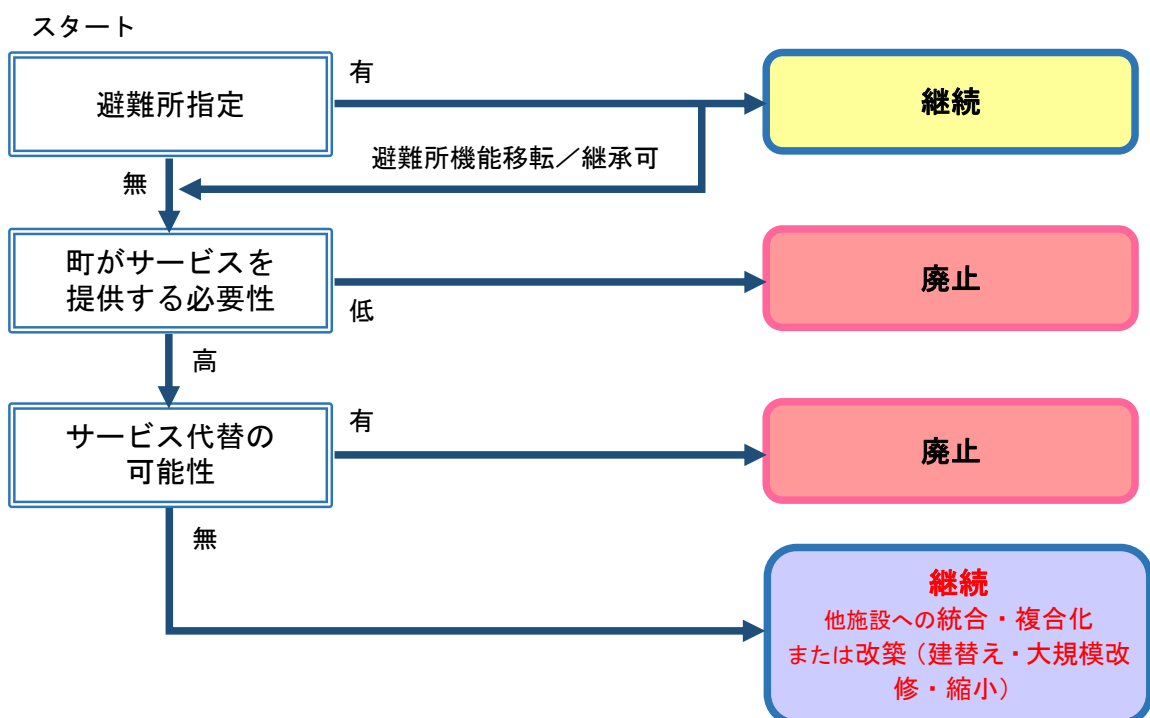 スタート
避難所指定
有
継続
避難所機能移転／継承可
無
町がサービスを
提供する必要性
低
廃止
高
サービス代替の
可能性
有
廃止
無
継続
他施設への統合・複合化
または改築（建替え・大規模改
修・縮小）